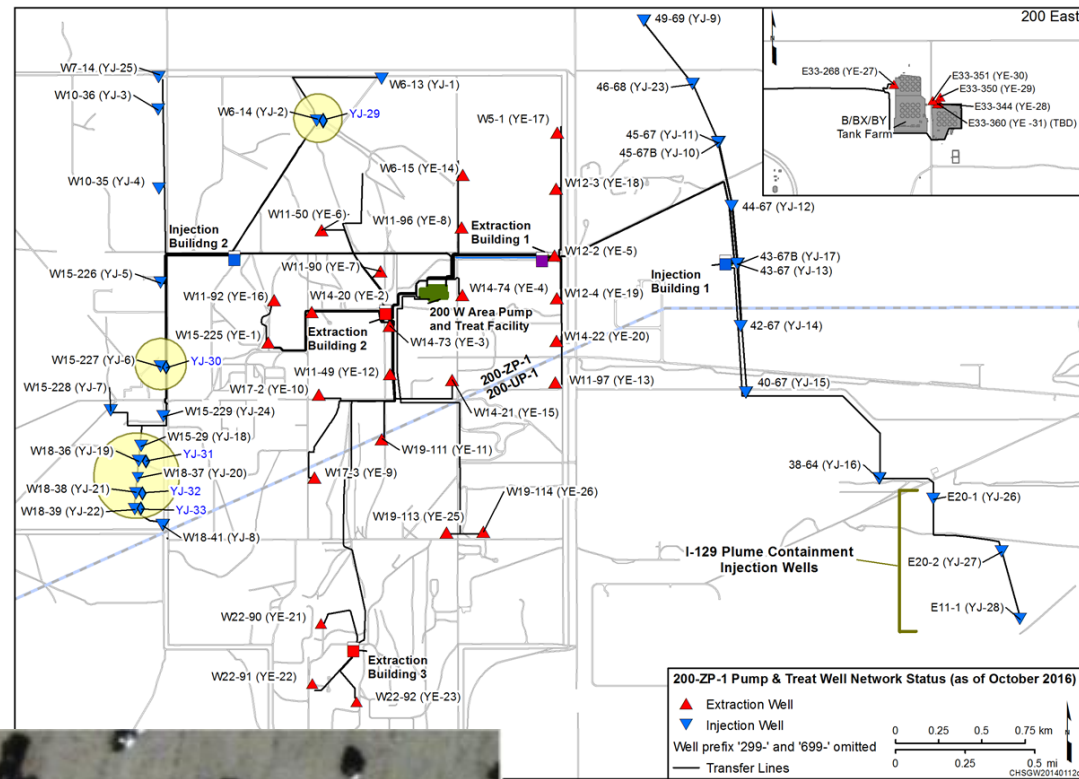 49-69 (YJ-9)
200 East
W7-14 (YJ-25)
W6-13 (YJ-1)
46-68 (YJ-23)
E33-268 (YE-27)
E33-351 (YE-30)
E33-350 (YE-29)
E33-344 (YE-28)
E33-360 (YE -31) (TBD)
B/BX/BY
Tank Farm
W10-36 (YJ-3)
W6-14 (YJ-2)
YJ-29
W5-1 (YE-17)
45-67 (YJ-11)
45-67B (YJ-10)
W6-15 (YE-14)
W10-35 (YJ-4)
W12-3 (YE-18)
44-67 (YJ-12)
W11-50 (YE-6)
W11-96 (YE-8)
Injection
Builidng 2
Extraction
Building 1
W12-2 (YE-5)
43-67B (YJ-17)
43-67 (YJ-13)
Injection
Building 1
W15-226 (YJ-5)
W11-90 (YE-7)
W11-92 (YE-16)
W14-20 (YE-2)
W14-74 (YE-4)
W12-4 (YE-19)
200 W Area Pump
and Treat Facility
Extraction
Building 2
W14-73 (YE-3)
42-67 (YJ-14)
W15-225 (YE-1)
W14-22 (YE-20)
W15-227 (YJ-6)
YJ-30
W11-49 (YE-12)
200-ZP-1
200-UP-1
W15-228 (YJ-7)
W17-2 (YE-10)
W11-97 (YE-13)
40-67 (YJ-15)
W15-229 (YJ-24)
W14-21 (YE-15)
W15-29 (YJ-18)
W18-36 (YJ-19)
YJ-31
W19-111 (YE-11)
W18-37 (YJ-20)
W17-3 (YE-9)
38-64 (YJ-16)
W18-38 (YJ-21)
YJ-32
W19-114 (YE-26)
E20-1 (YJ-26)
W18-39 (YJ-22)
YJ-33
W19-113 (YE-25)
W18-41 (YJ-8)
I-129 Plume Containment
Injection Wells
E20-2 (YJ-27)
E11-1 (YJ-28)
W22-90 (YE-21)
Extraction
Building 3
W22-91 (YE-22)
W22-92 (YE-23)
200-ZP-1 Pump & Treat Well Network Status (as of October 2016)
Extraction Well
Injection Well
Well prefix '299-' and '699-' omitted
Transfer Lines
0 0.25 0.5 0.75 km
0 0.25 0.5 mi